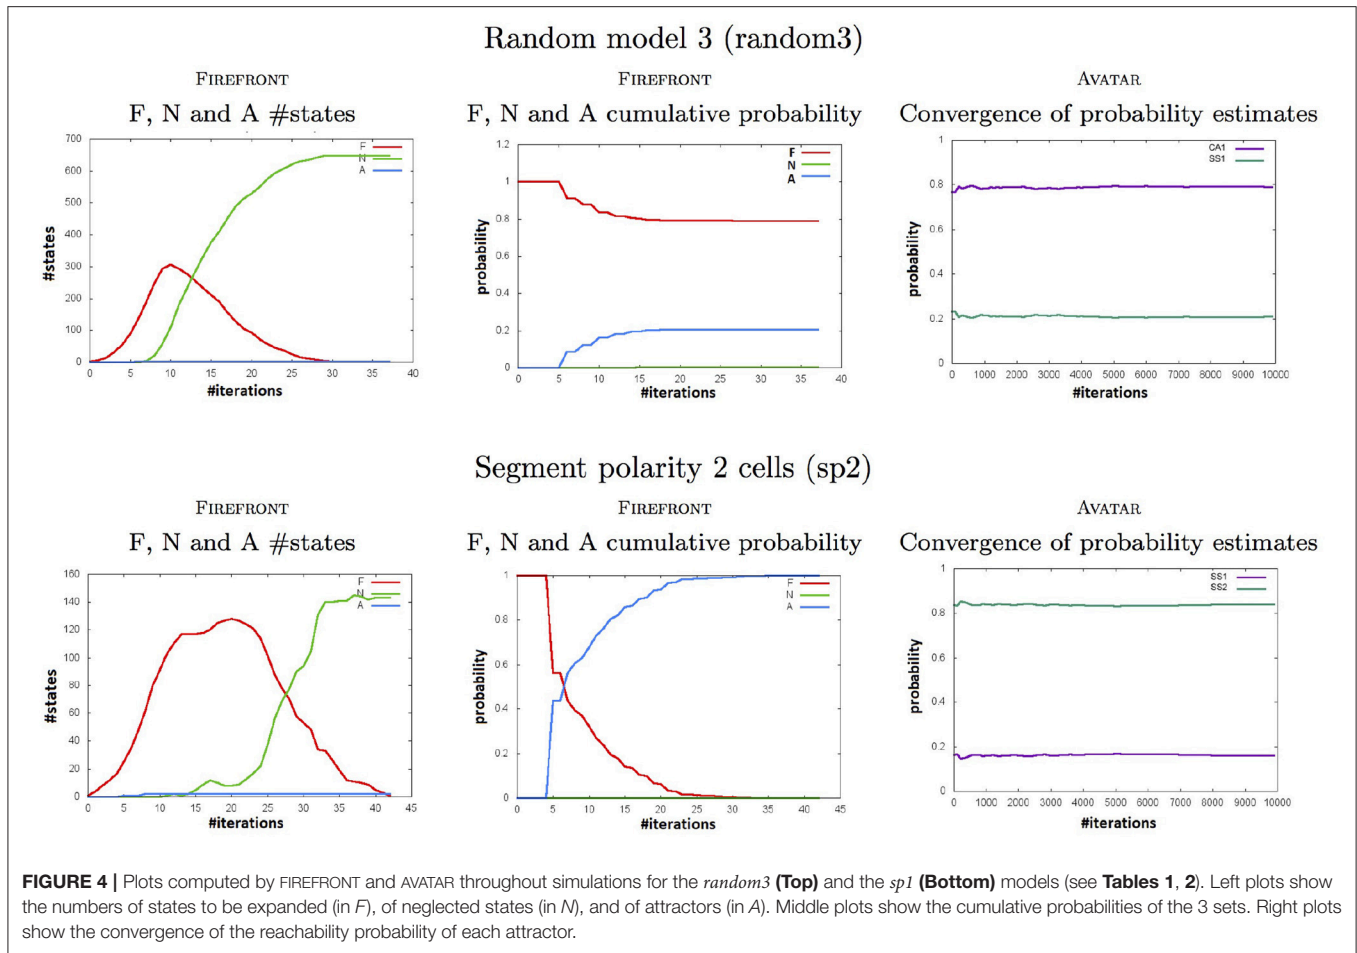 Random model 3 (random3)
FIREFRONT
F, N and A #states
700
600
500
400
300
200
100
0
0 5 10 15 20 25 30 35 40
#states
#iterations
F
N
A
FIREFRONT
F, N and A cumulative probability
1.2
1
0.8
0.6
0.4
0.2
0
0 5 10 15 20 25 30 35 40
probability
#iterations
F
N
A
AVATAR
Convergence of probability estimates
1
0.8
0.6
0.4
0.2
0
0 1000 2000 3000 4000 5000 6000 7000 8000 9000 10000
probability
#iterations
CA1
SS1
Segment polarity 2 cells (sp2)
FIREFRONT
F, N and A #states
160
140
120
100
80
60
40
20
0
0 5 10 15 20 25 30 35 40 45
#states
#iterations
F
N
A
FIREFRONT
F, N and A cumulative probability
1
0.8
0.6
0.4
0.2
0
0 5 10 15 20 25 30 35 40 45
probability
#iterations
F
N
A
AVATAR
Convergence of probability estimates
1
0.8
0.6
0.4
0.2
0
0 1000 2000 3000 4000 5000 6000 7000 8000 9000 10000
probability
#iterations
SS1
SS2
FIGURE 4 | Plots computed by FIREFRONT and AVATAR throughout simulations for the random3 (Top) and the sp1 (Bottom) models (see Tables 1, 2). Left plots show
the numbers of states to be expanded (in F), of neglected states (in N), and of attractors (in A). Middle plots show the cumulative probabilities of the 3 sets. Right plots
show the convergence of the reachability probability of each attractor.